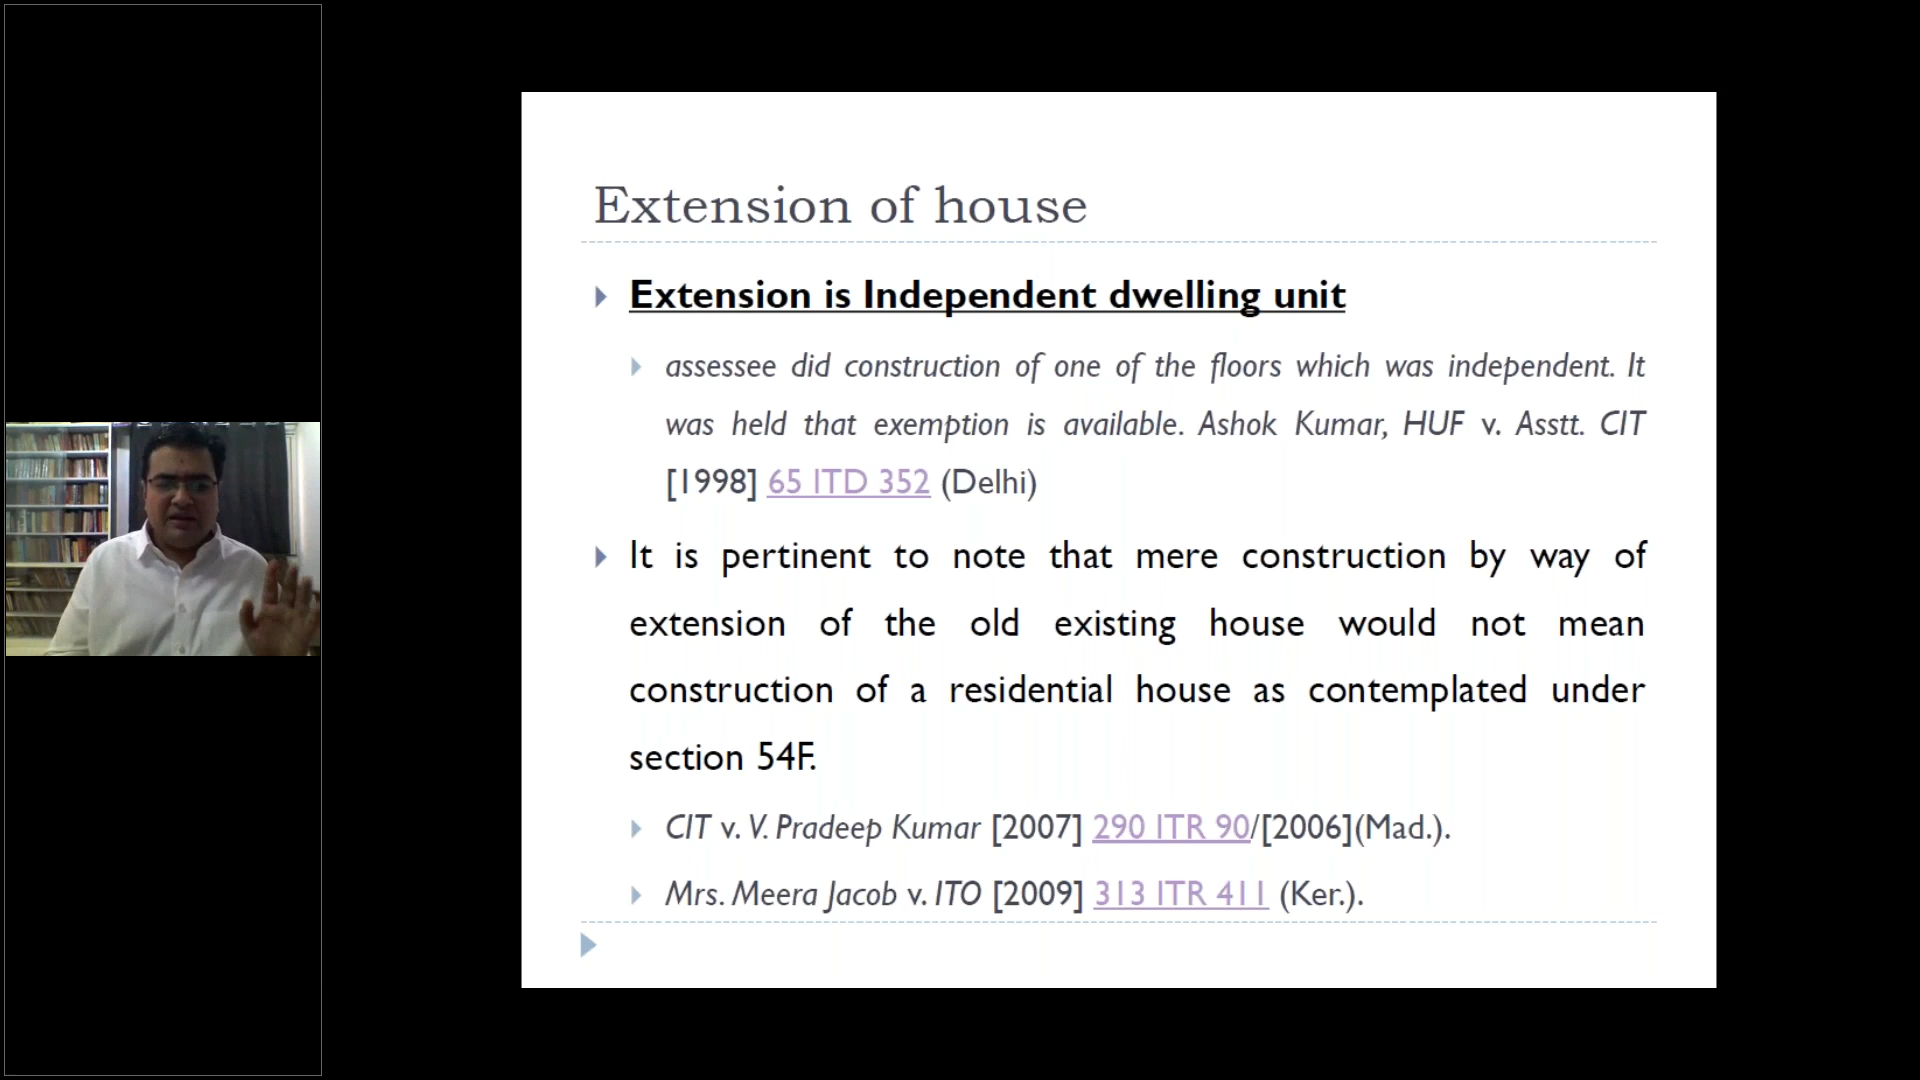 Extension of house
Extension is Independent dwelling unit
assessee did construction of one of the floors which was independent. It
was held that exemption is available. Ashok Kumar, HUF v. Asstt. CIT
[1998] 65 ITD 352 (Delhi)
It is pertinent to note that mere construction by way of
extension of the old existing house would not mean
construction of a residential house as contemplated under
section 54F.
CIT v. V. Pradeep Kumar [2007] 290 ITR 90/[2006](Mad.).
Mrs. Meera Jacob v. ITO [2009] 313 ITR 411 (Ker.).